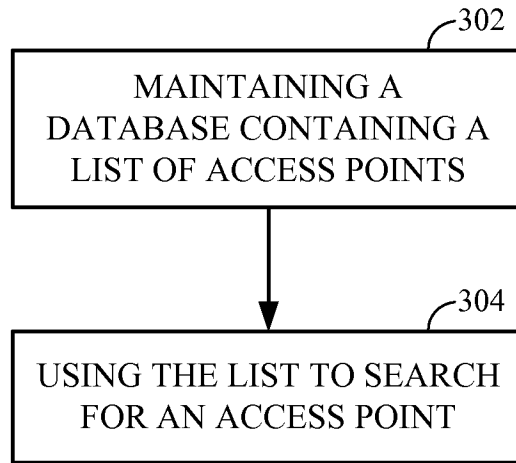 302
MAINTAINING A
DATABASE CONTAINING A
LIST OF ACCESS POINTS
304
USING THE LIST TO SEARCH
FOR AN ACCESS POINT